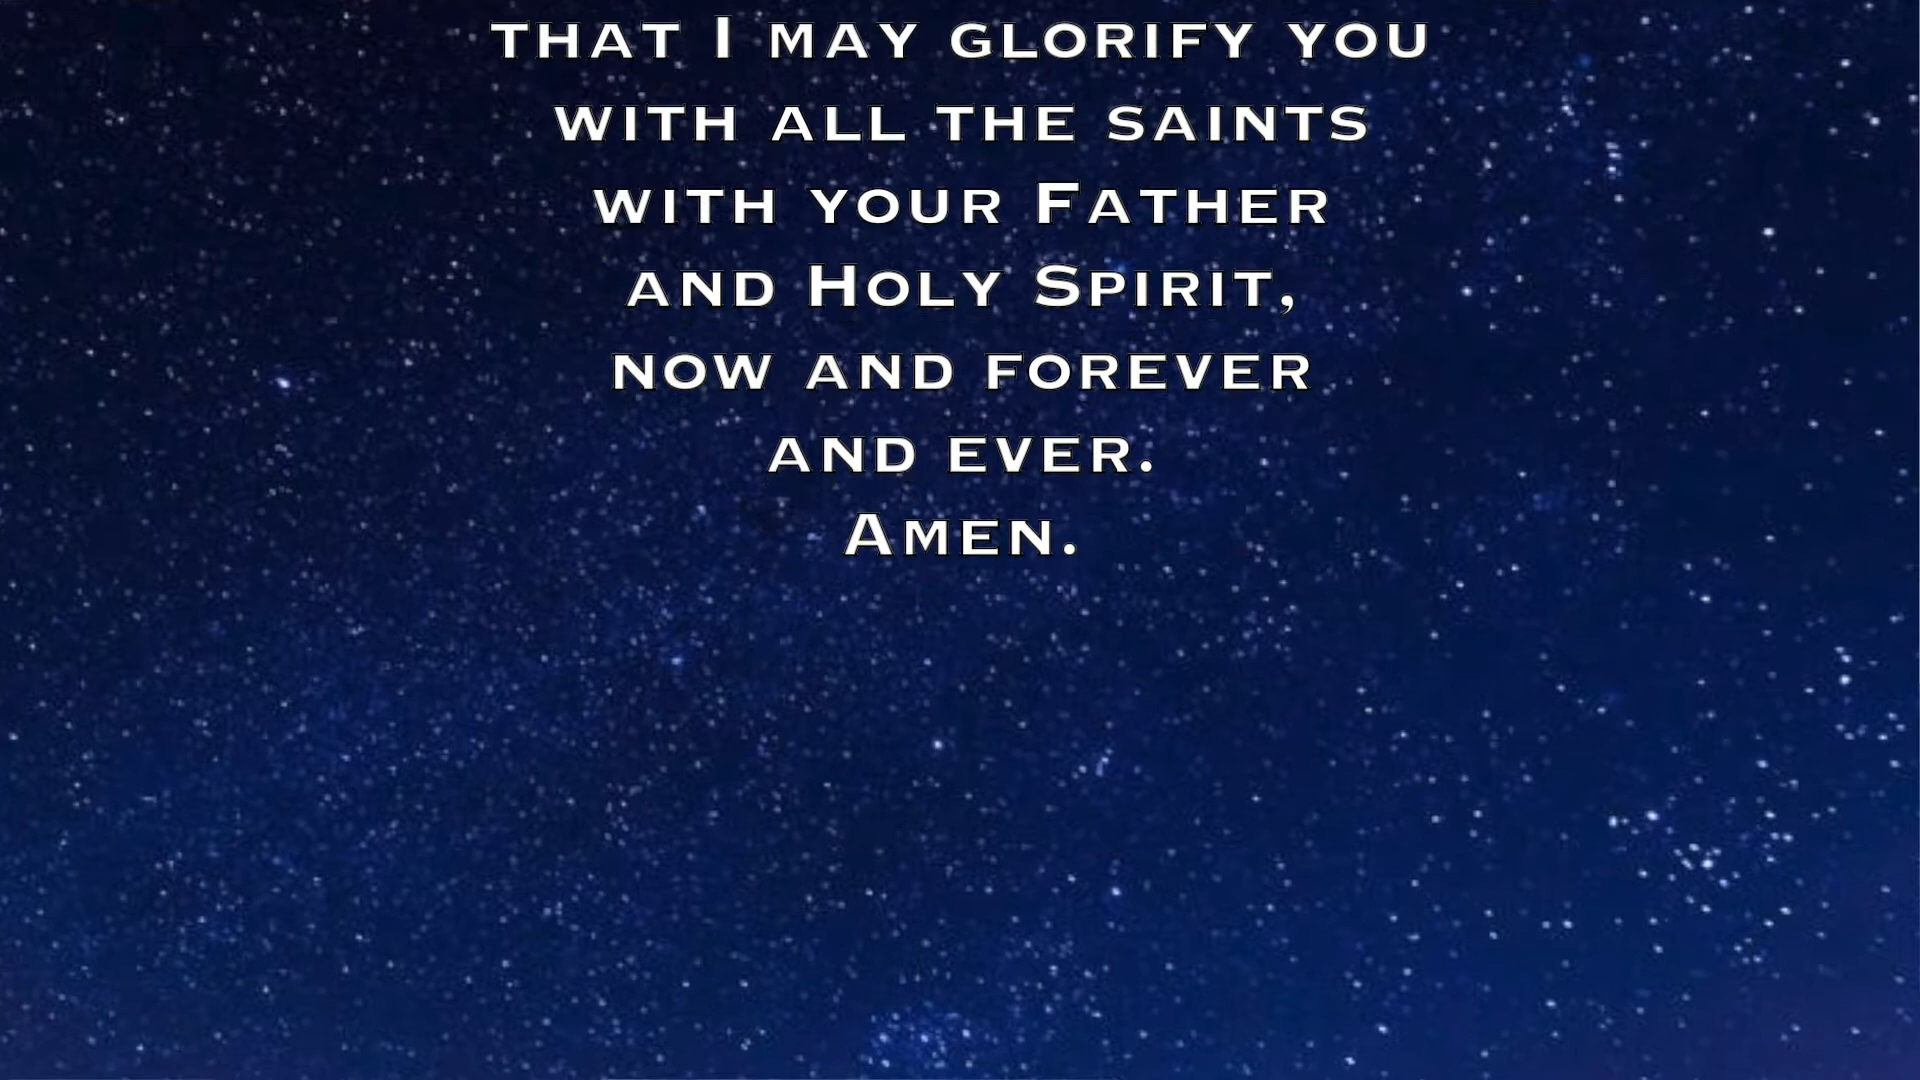 that I may glorify you
with all the saints
with your Father
and Holy Spirit,
now and forever
and ever.
Amen.